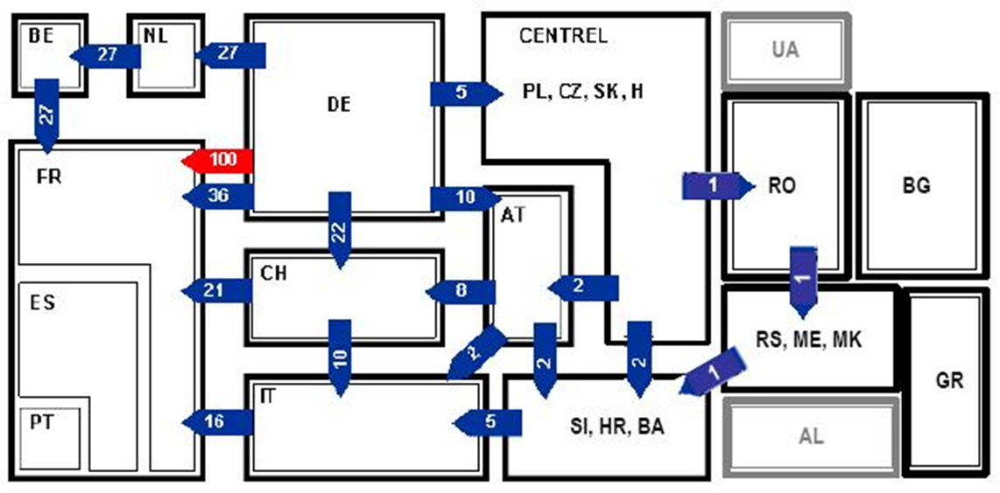 BE
27
NL
27
DE
5
CENTREL
PL, CZ, SK, H
UA
27
FR
100
36
22
10
AT
1
RO
BG
1
CH
21
8
2
ES
10
2
2
2
1
RS, ME, MK
GR
PT
16
IT
5
SI, HR, BA
AL